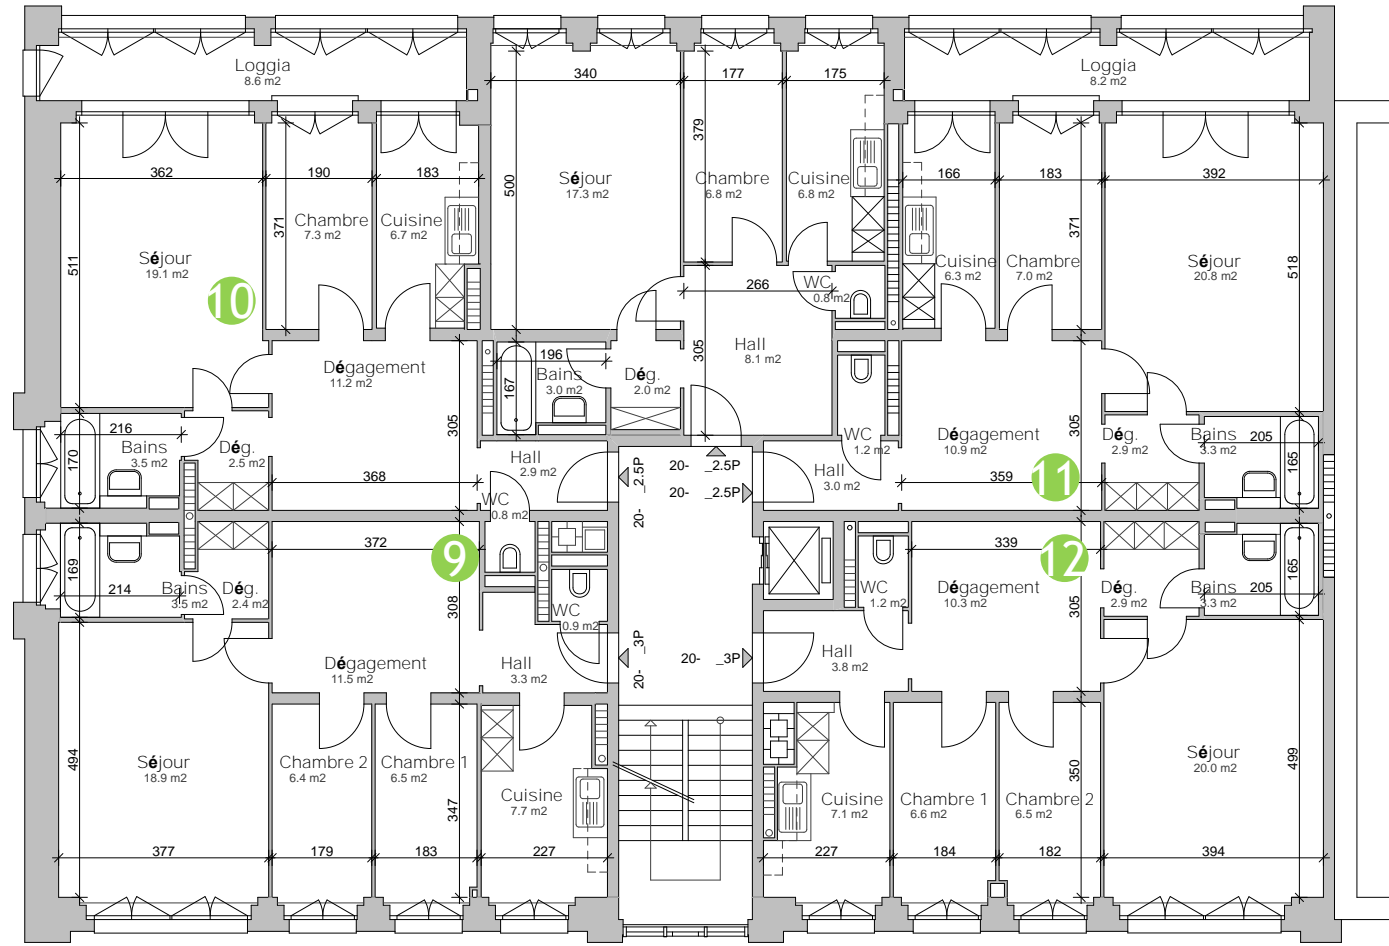 Loggia
8.6 m2
Loggia
8.2 m2
340
177
175
379
500
Séjour
17.3 m2
Chambre
6.8 m2
Cuisine
6.8 m2
362
190
183
371
511
Chambre
7.3 m2
Cuisine
6.7 m2
Séjour
19.1 m2
10
166
183
392
371
518
Cuisine
6.3 m2
Chambre
7.0 m2
Séjour
20.8 m2
266
WC
0.8 m2
305
Hall
8.1 m2
196
167
Bains
3.0 m2
Dég.
2.0 m2
Dégagement
11.2 m2
305
368
216
170
Bains
3.5 m2
Dég.
2.5 m2
Hall
2.9 m2
WC
0.8 m2
20- _2.5P
20- _2.5P
20- _2.5P
WC
1.2 m2
Hall
3.0 m2
Dégagement
10.9 m2
305
359
11
Dég.
2.9 m2
Bains
3.3 m2
205
165
372
9
308
169
214
Bains
3.5 m2
Dég.
2.4 m2
Dégagement
11.5 m2
Hall
3.3 m2
WC
0.9 m2
20- _3P
20- _3P
WC
1.2 m2
Hall
3.8 m2
339
12
Dégagement
10.3 m2
305
Dég.
2.9 m2
Bains
3.3 m2
205
165
494
Séjour
18.9 m2
Chambre 2
6.4 m2
Chambre 1
6.5 m2
347
Cuisine
7.7 m2
377
179
183
227
Cuisine
7.1 m2
Chambre 1
6.6 m2
Chambre 2
6.5 m2
350
Séjour
20.0 m2
499
227
184
182
394